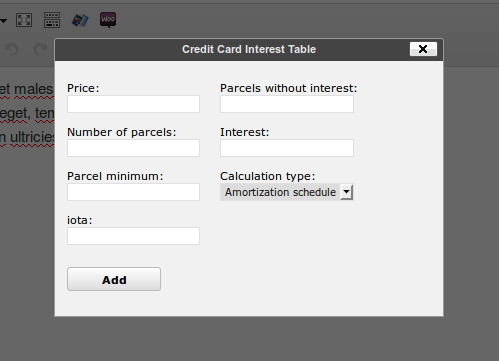 Woo
Credit Card Interest Table
et males
eget, ten
n ultricies
Price:
Parcels without interest:
Number of parcels:
Interest:
Parcel minimum:
Calculation type:
Amortization schedule
iota:
Add